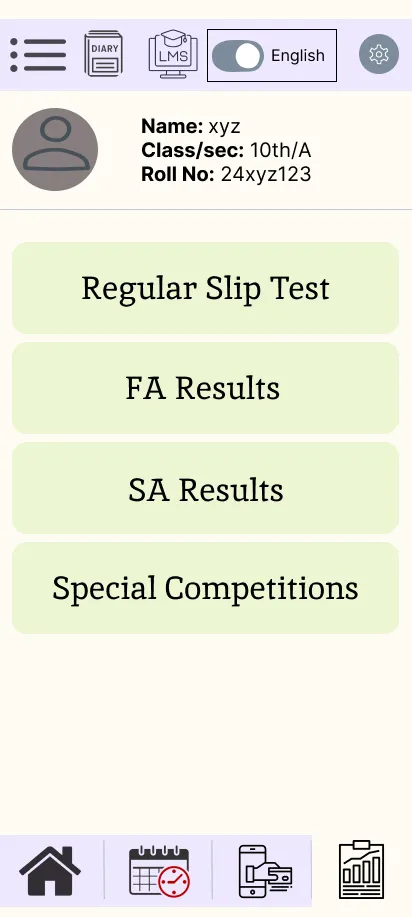 DIARY
LMS
English
Name: xyz
Class/sec: 10th/A
Roll No: 24xyz123
Regular Slip Test
FA Results
SA Results
Special Competitions